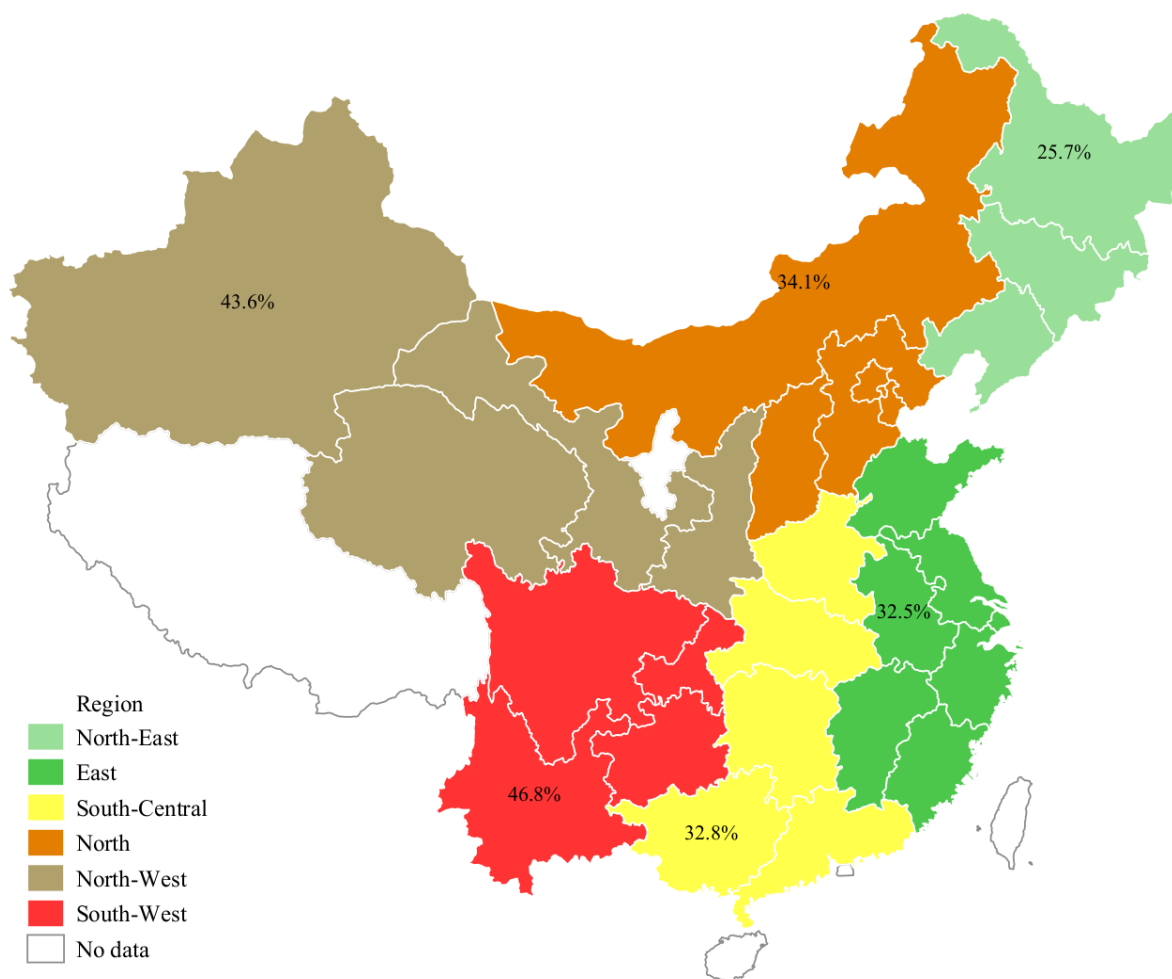 25.7%
34.1%
43.6%
32.5%
46.8%
32.8%
Region
North-East
East
South-Central
North
North-West
South-West
No data